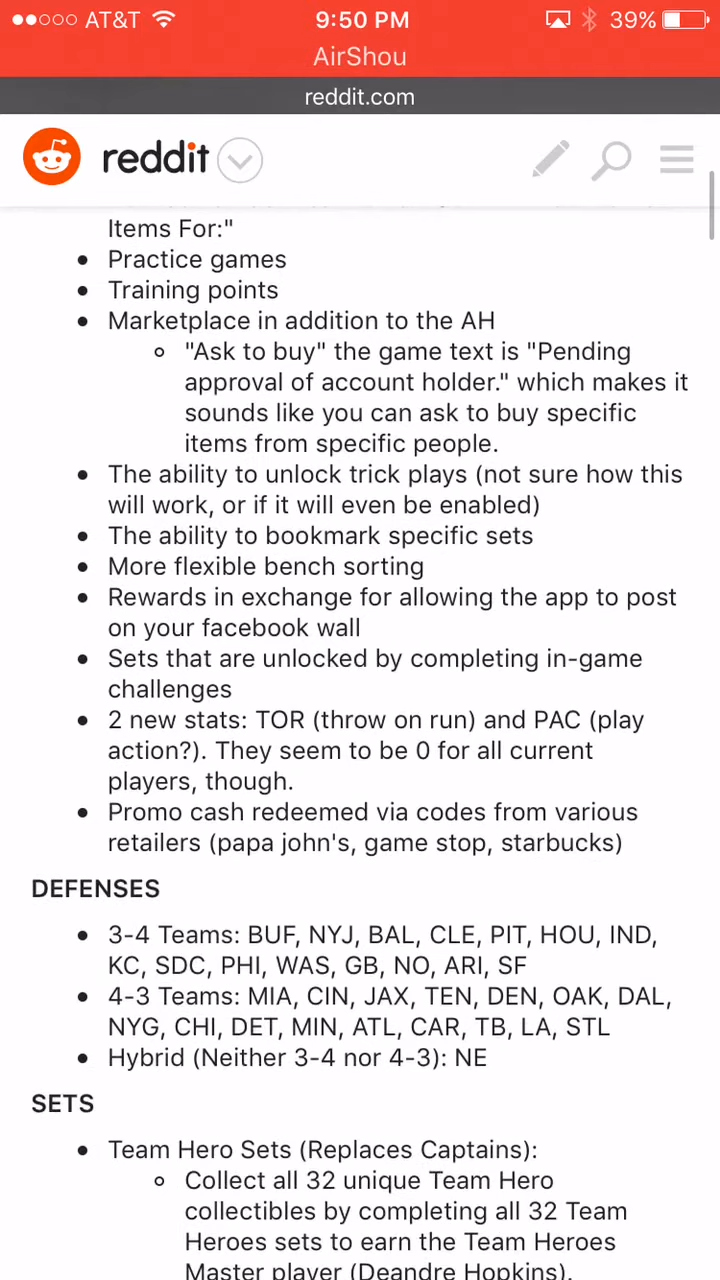 AT&T 9:50 PM 39%
AirShou
reddit.com
reddit
Items For:"
• Practice games
• Training points
• Marketplace in addition to the AH
"Ask to buy" the game text is "Pending
approval of account holder." which makes it
sounds like you can ask to buy specific
items from specific people.
• The ability to unlock trick plays (not sure how this
will work, or if it will even be enabled)
• The ability to bookmark specific sets
• More flexible bench sorting
• Rewards in exchange for allowing the app to post
on your facebook wall
• Sets that are unlocked by completing in-game
challenges
• 2 new stats: TOR (throw on run) and PAC (play
action?). They seem to be 0 for all current
players, though.
• Promo cash redeemed via codes from various
retailers (papa john's, game stop, starbucks)
DEFENSES
• 3-4 Teams: BUF, NYJ, BAL, CLE, PIT, HOU, IND,
KC, SDC, PHI, WAS, GB, NO, ARI, SF
• 4-3 Teams: MIA, CIN, JAX, TEN, DEN, OAK, DAL,
NYG, CHI, DET, MIN, ATL, CAR, TB, LA, STL
• Hybrid (Neither 3-4 nor 4-3): NE
SETS
• Team Hero Sets (Replaces Captains):
Collect all 32 unique Team Hero
collectibles by completing all 32 Team
Heroes sets to earn the Team Heroes
Master player (Deandre Hopkins).